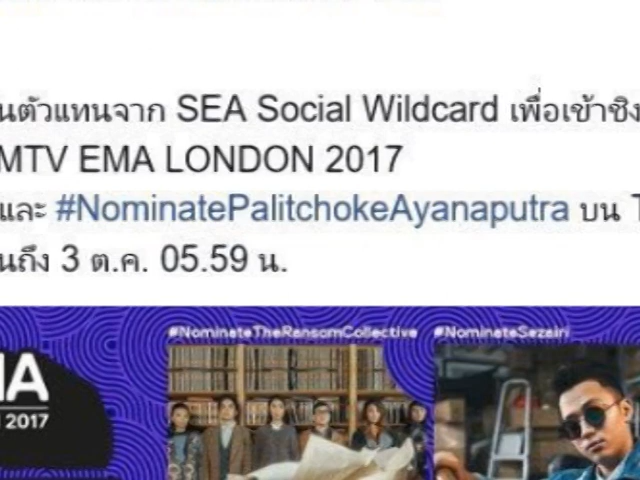 นตัวแทนจาก SEA Social Wildcard เพื่อเข้าชิง
MTV EMA LONDON 2017
และ #NominatePalitchokeAyanaputra บน T
นถึง 3 ต.ค. 05.59 น.
#NominateTheRansomCollective #NominateSezairi
MA
2017